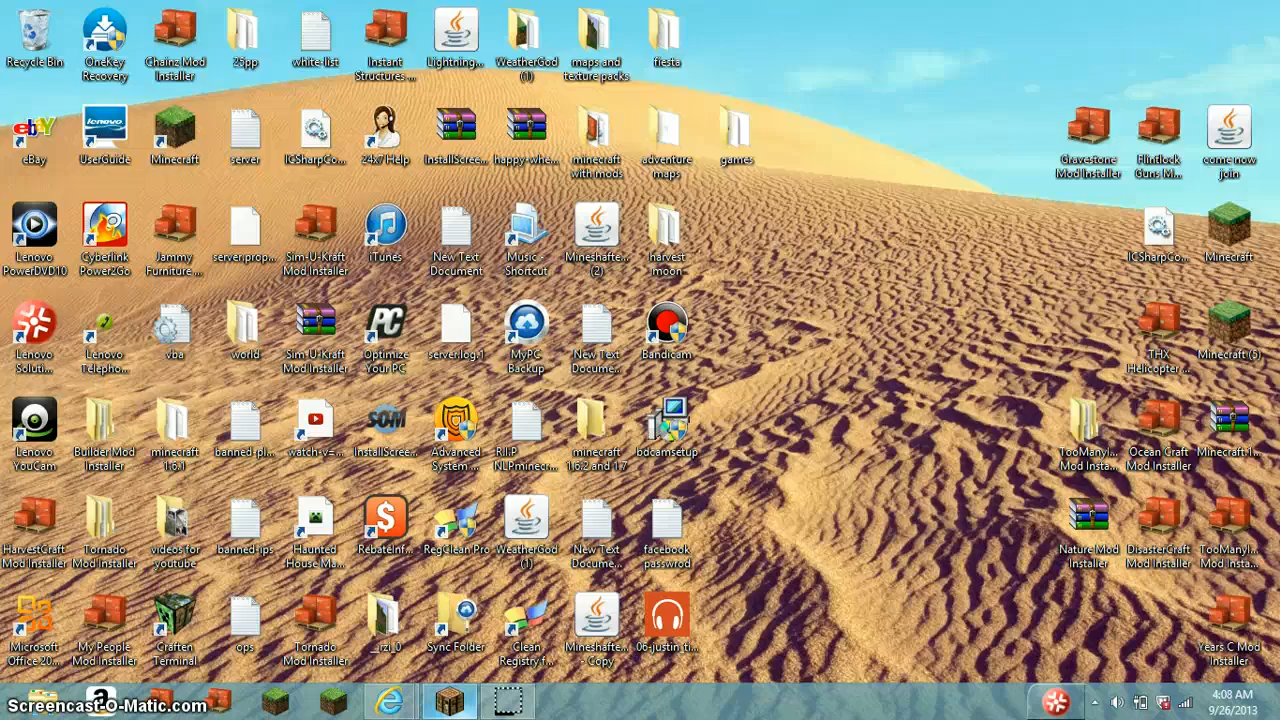 Recycle Bin
OneKey
Recovery
Chainz Mod
Installer
25pp
white-list
Instant
Structures ...
Lightning...
WeatherGod
(1)
maps and
texture packs
fiesta
eBay
UserGuide
Minecraft
server
ICSharpCo...
24x7 Help
InstallScree...
happy-whe...
minecraft
with mods
adventure
maps
games
Gravestone
Mod Installer
Flintlock
Guns M...
come now
join
Lenovo
PowerDVD10
Cyberlink
Power2Go
Jammy
Furniture....
server.prop...
Sim-U-Kraft
Mod Installer
iTunes
New Text
Document
Music -
Shortcut
Mineshafte...
(2)
harvest
moon
ICSharpCo...
Minecraft
Lenovo
Soluti...
Lenovo
Telepho...
vba
world
Sim-U-Kraft
Mod Installer
PC
Optimize
Your PC
server.log.1
MyPC
Backup
New Text
Docume...
Bandicam
THX
Helicopter ...
Minecraft (5)
Lenovo
YouCam
Builder Mod
Installer
minecraft
1.6.1
banned-pl...
watch-v=...
SOM
InstallScree...
Advanced
System ...
R.I.P
NLPminecr...
minecraft
1.6.2 and 1.7
bdcamsetup
TooManyI...
Mod Insta...
Ocean Craft
Mod Installer
Minecraft-1...
HarvestCraft
Mod Installer
Tornado
Mod Installer
videos for
youtube
banned-ips
Haunted
House Ma...
RebateInf...
RegClean Pro
WeatherGod
(1)
New Text
Docume...
facebook
passwrod
Nature Mod
Installer
DisasterCraft
Mod Installer
TooManyI...
Mod Insta...
Microsoft
Office 20...
My People
Mod Installer
Craften
Terminal
ops
Tornado
Mod Installer
_rzi_0
Sync Folder
Clean
Registry f...
Mineshafte...
- Copy
06-justin_ti...
Years C Mod
Installer
Screencast-O-Matic.com
4:08 AM
9/26/2013